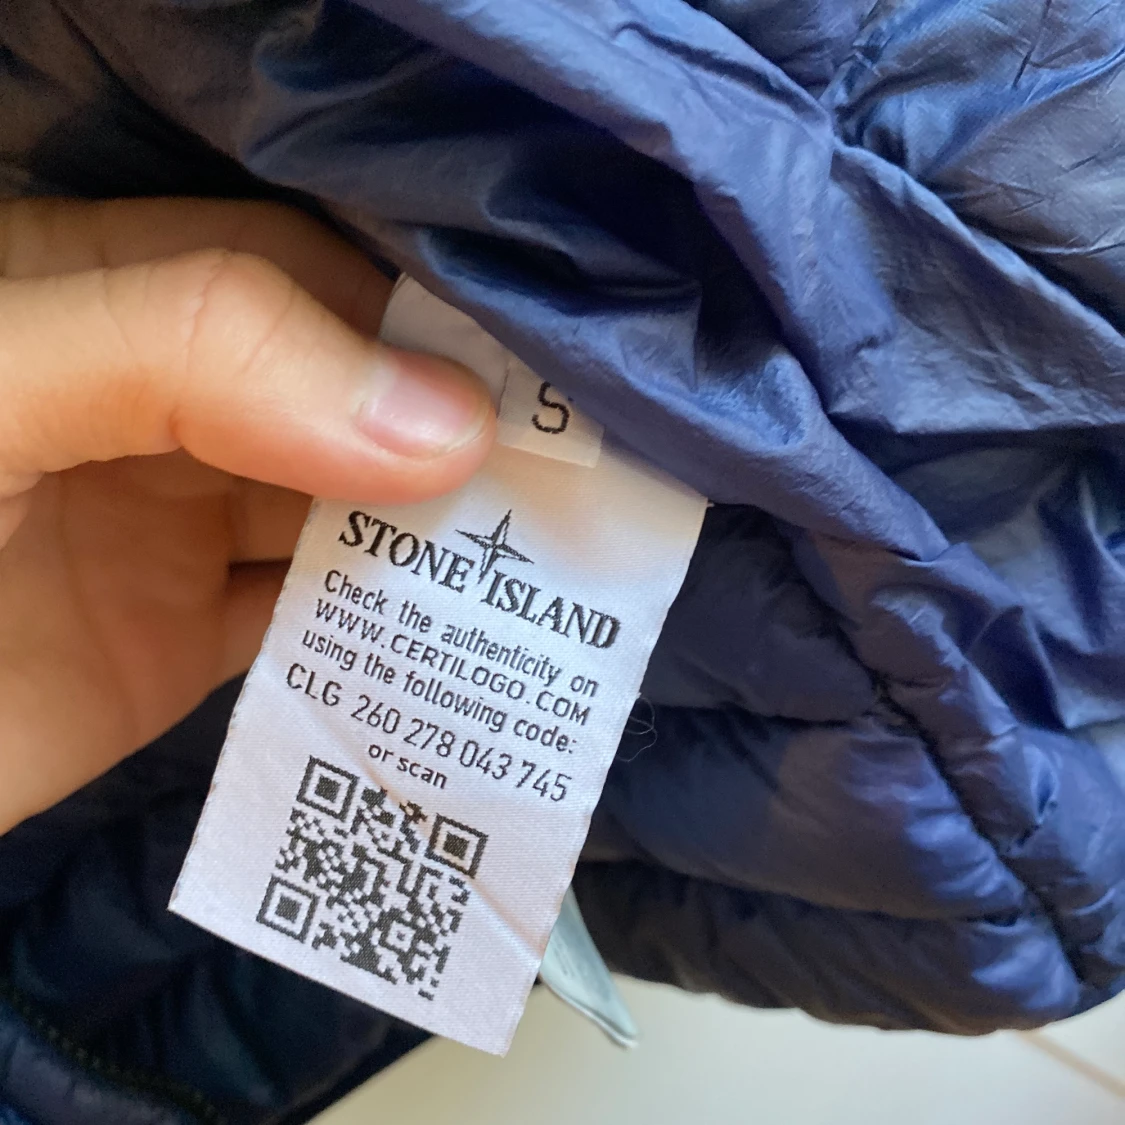 S
STONE ISLAND
Check the authenticity on
WWW.CERTILOGO.COM
using the following code:
CLG 260 278 043 745
or scan